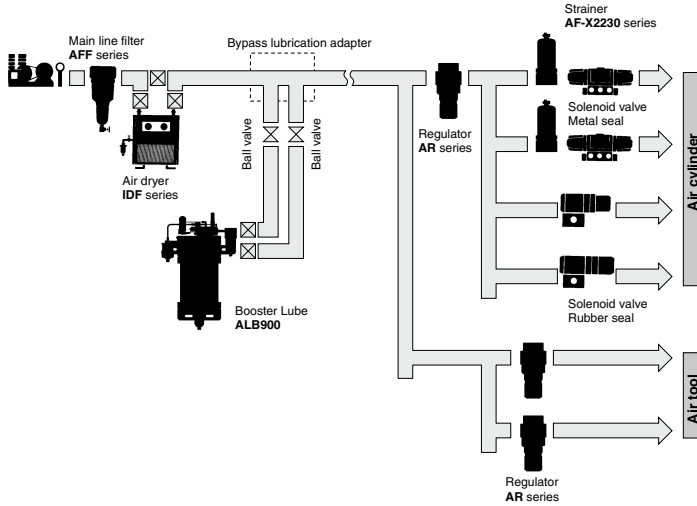 Strainer
AF-X2230 series
Main line filter
AFF series
Bypass lubrication adapter
Solenoid valve
Metal seal
Regulator
AR series
Ball valve
Ball valve
Air dryer
IDF series
Air cylinder
Booster Lube
ALB900
Solenoid valve
Rubber seal
Air tool
Regulator
AR series